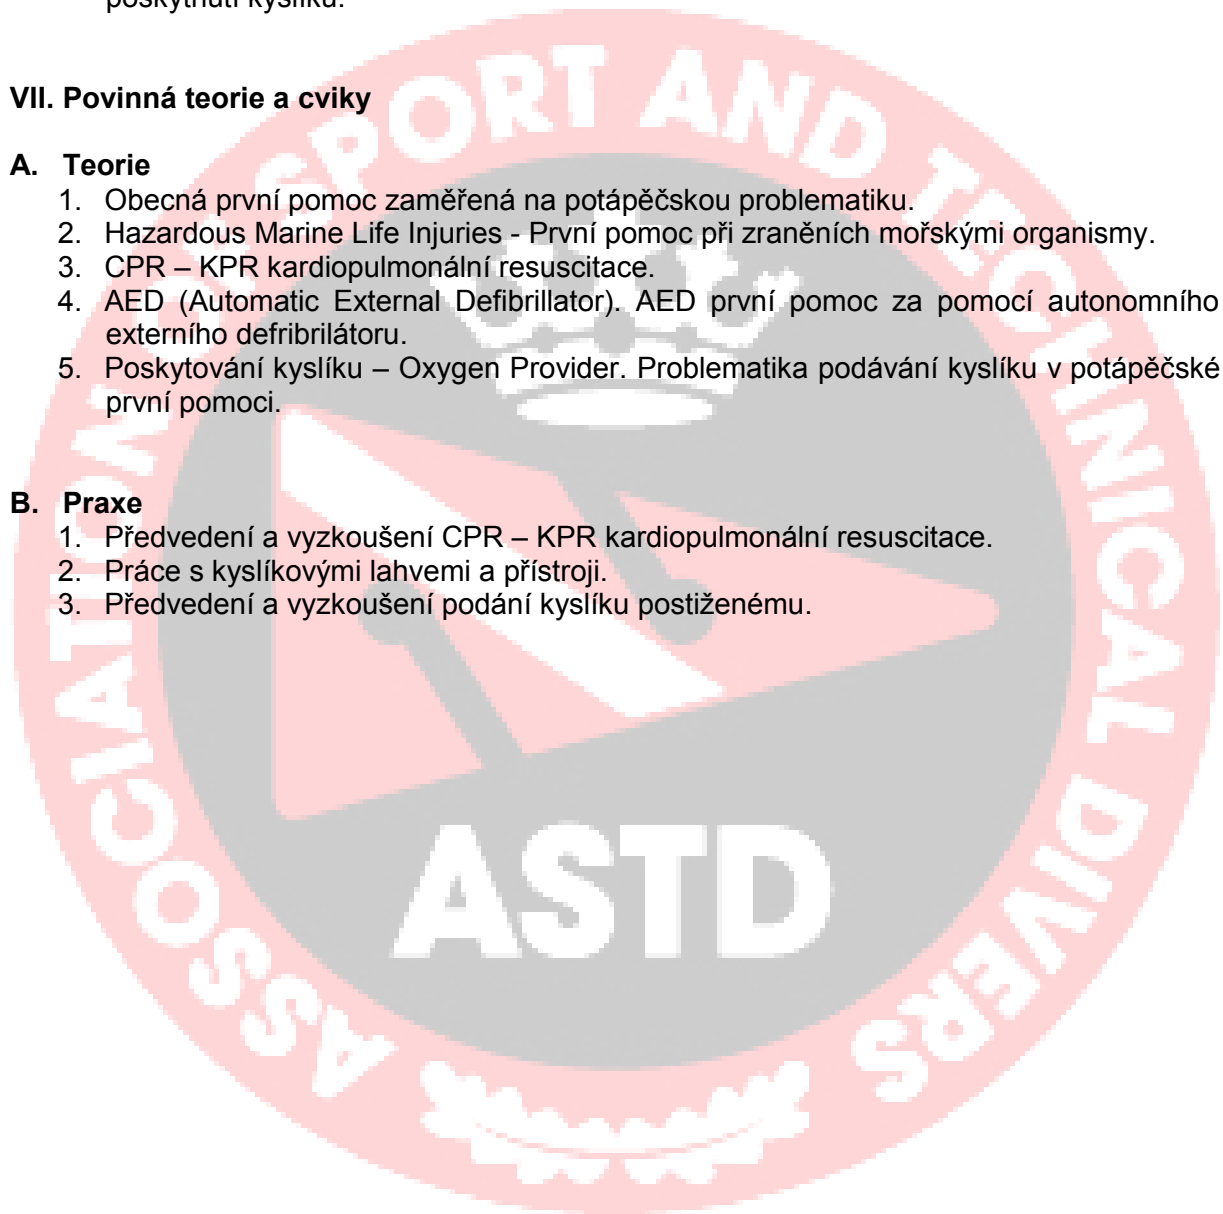 poskytnutí kyslíku.
VII. Povinná teorie a cviky
A. Teorie
1. Obecná první pomoc zaměřená na potápěčskou problematiku.
2. Hazardous Marine Life Injuries - První pomoc při zraněních mořskými organismy.
3. CPR – KPR kardiopulmonální resuscitace.
4. AED (Automatic External Defibrillator). AED první pomoc za pomocí autonomního
externího defribrilátoru.
5. Poskytování kyslíku – Oxygen Provider. Problematika podávání kyslíku v potápěčské
první pomoci.
B. Praxe
1. Předvedení a vyzkoušení CPR – KPR kardiopulmonální resuscitace.
2. Práce s kyslíkovými lahvemi a přístroji.
3. Předvedení a vyzkoušení podání kyslíku postiženému.
ASSOCIATION OF SPORT AND TECHNICAL DIVERS
ASTD